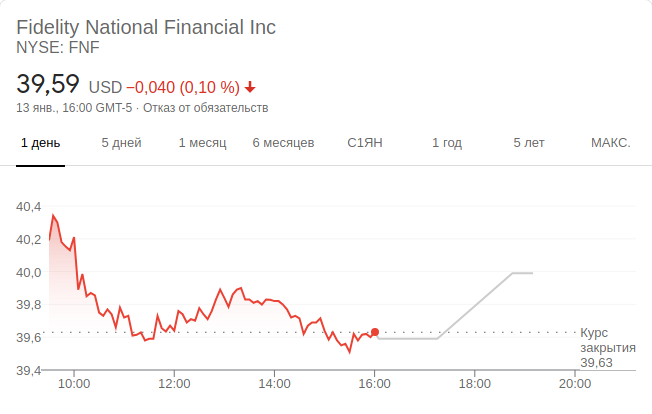 Fidelity National Financial Inc
NYSE: FNF
39,59 USD −0,040 (0,10 %)
13 янв., 16:00 GMT-5 · Отказ от обязательств
1 день 5 дней 1 месяц 6 месяцев С1ЯН 1 год 5 лет МАКС.
40,4
40,2
40,0
39,8
39,6
39,4
Курс
закрытия
39,63
10:00 12:00 14:00 16:00 18:00 20:00